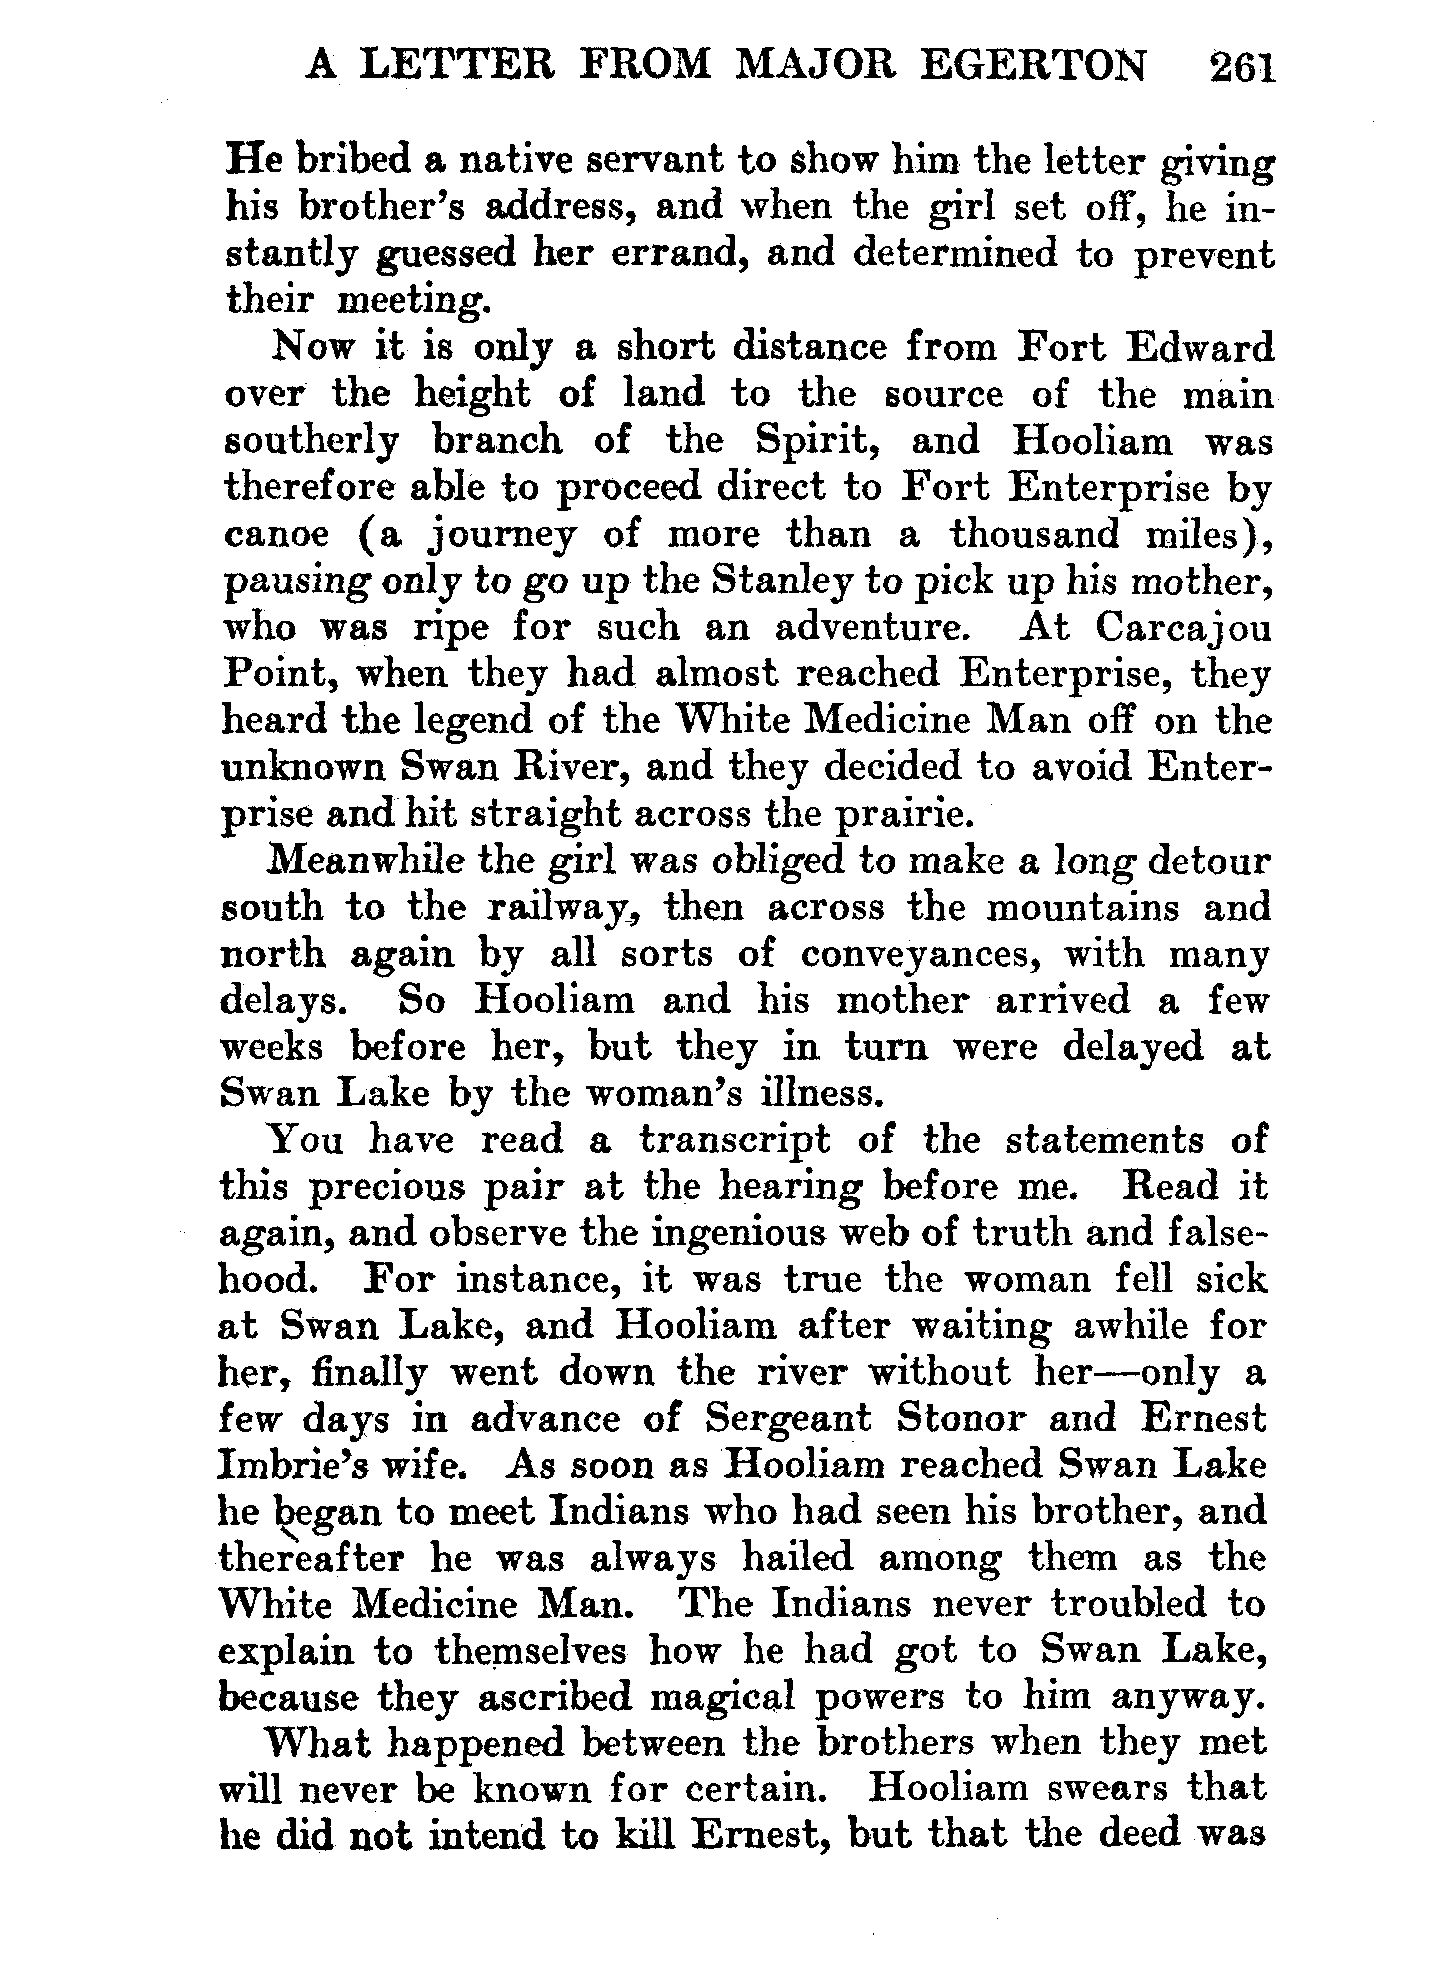 A LETTER FROM MAJOR EGERTON 261
He bribed a native servant to show him the letter giving
his brother's address, and when the girl set off, he in-
stantly guessed her errand, and determined to prevent
their meeting.
Now it is only a short distance from Fort Edward
over the height of land to the source of the main
southerly branch of the Spirit, and Hooliam was
therefore able to proceed direct to Fort Enterprise by
canoe (a journey of more than a thousand miles),
pausing only to go up the Stanley to pick up his mother,
who was ripe for such an adventure. At Carcajou
Point, when they had almost reached Enterprise, they
heard the legend of the White Medicine Man off on the
unknown Swan River, and they decided to avoid Enter-
prise and hit straight across the prairie.
Meanwhile the girl was obliged to make a long detour
south to the railway, then across the mountains and
north again by all sorts of conveyances, with many
delays. So Hooliam and his mother arrived a few
weeks before her, but they in turn were delayed at
Swan Lake by the woman's illness.
You have read a transcript of the statements of
this precious pair at the hearing before me. Read it
again, and observe the ingenious web of truth and false-
hood. For instance, it was true the woman fell sick
at Swan Lake, and Hooliam after waiting awhile for
her, finally went down the river without her—only a
few days in advance of Sergeant Stonor and Ernest
Imbrie's wife. As soon as Hooliam reached Swan Lake
he began to meet Indians who had seen his brother, and
thereafter he was always hailed among them as the
White Medicine Man. The Indians never troubled to
explain to themselves how he had got to Swan Lake,
because they ascribed magical powers to him anyway.
What happened between the brothers when they met
will never be known for certain. Hooliam swears that
he did not intend to kill Ernest, but that the deed was